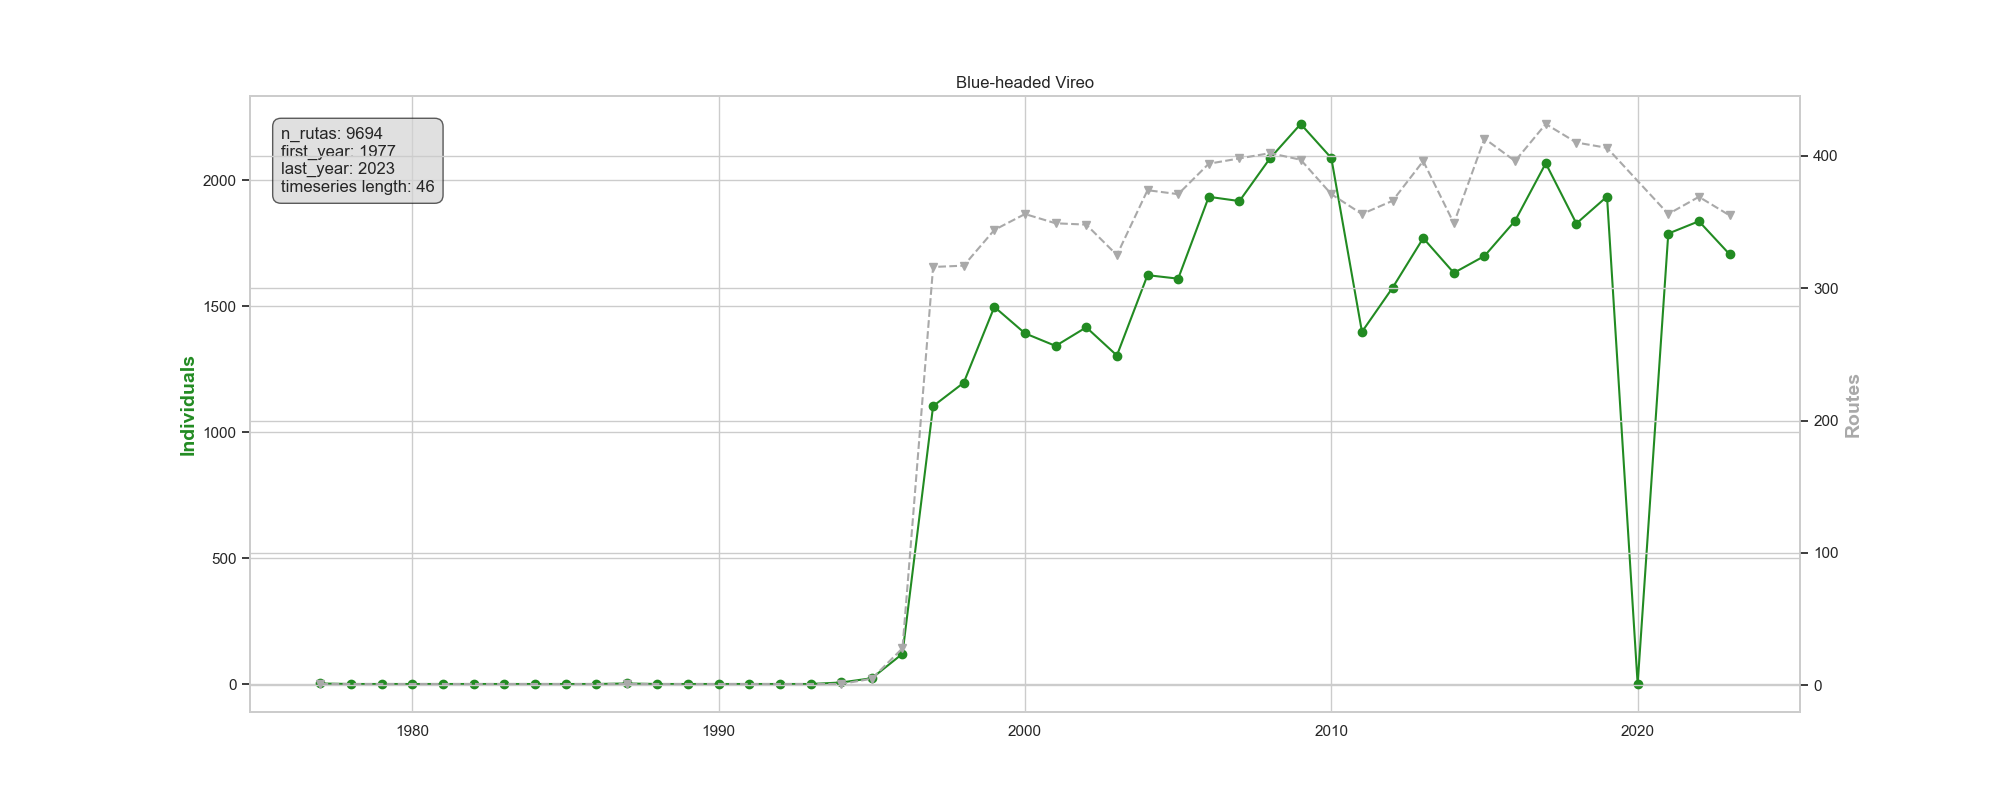 Blue-headed Vireo
n_rutas: 9694
first_year: 1977
last_year: 2023
timeseries length: 46
2000
1500
1000
500
0
Individuals
400
300
200
100
0
Routes
1980
1990
2000
2010
2020